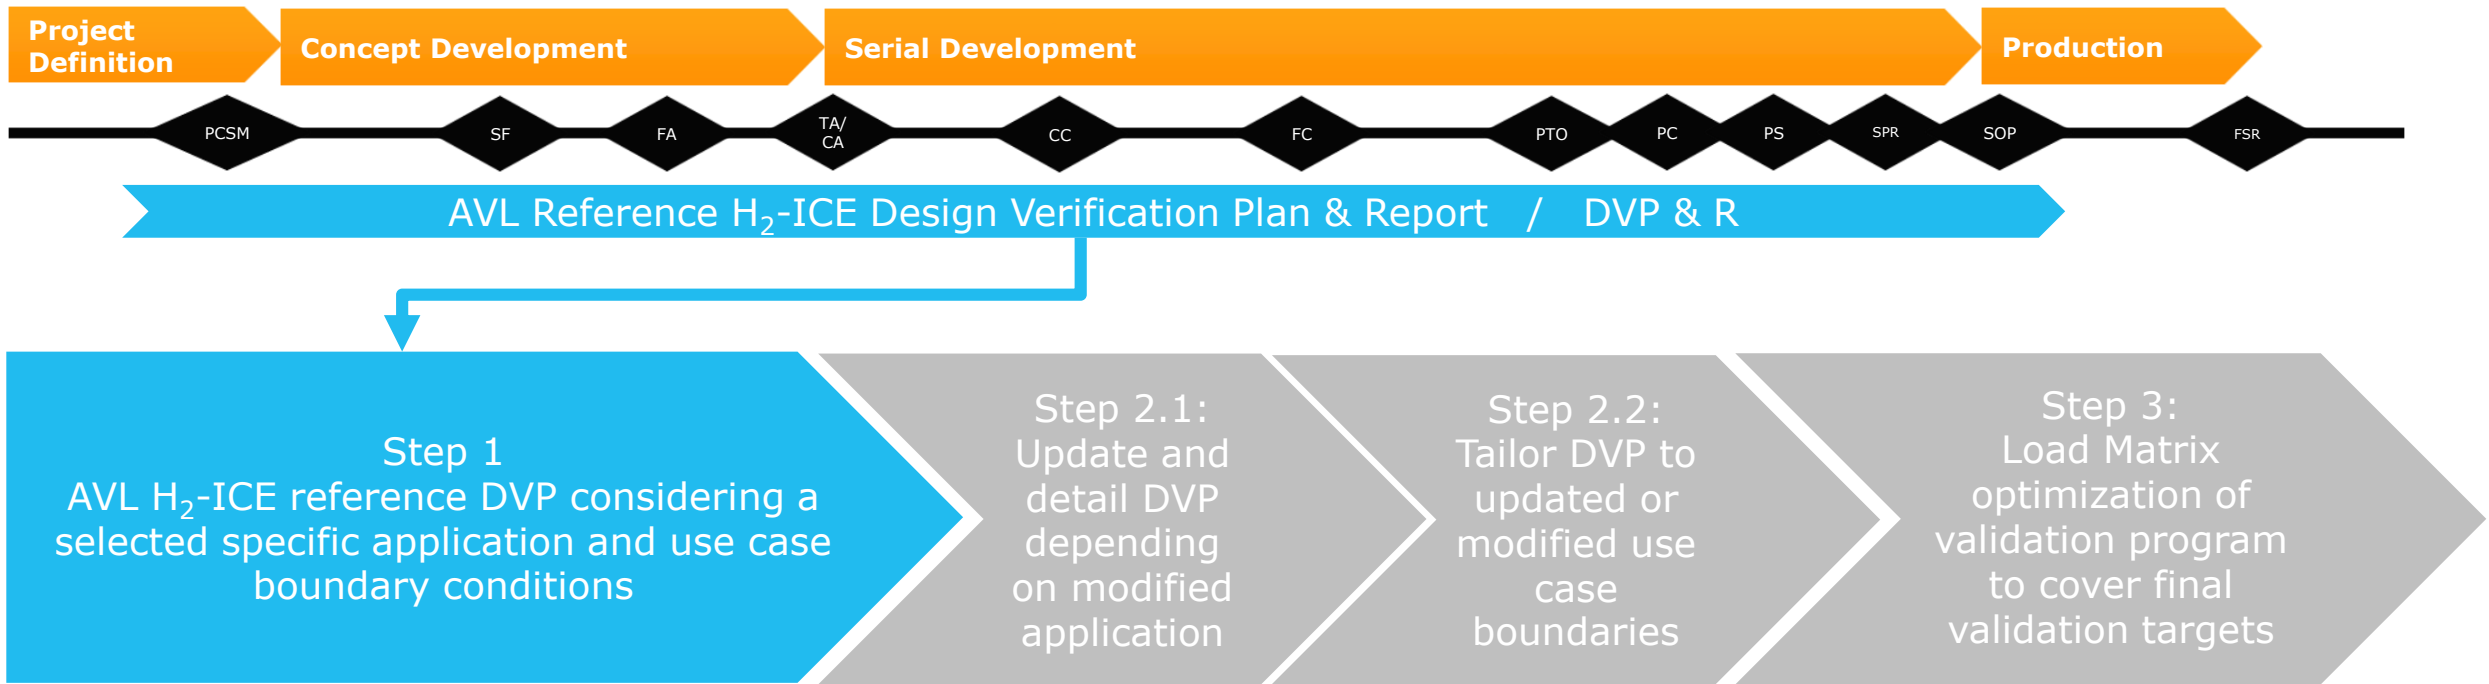 Project
Definition
Concept Development
Serial Development
Production
PCSM
SF
FA
TA/
CA
CC
FC
PTO
PC
PS
SPR
SOP
FSR
AVL Reference H₂-ICE Design Verification Plan & Report / DVP & R
Step 1
AVL H₂-ICE reference DVP considering a
selected specific application and use case
boundary conditions
Step 2.1:
Update and
detail DVP
depending
on modified
application
Step 2.2:
Tailor DVP to
updated or
modified use
case
boundaries
Step 3:
Load Matrix
optimization of
validation program
to cover final
validation targets